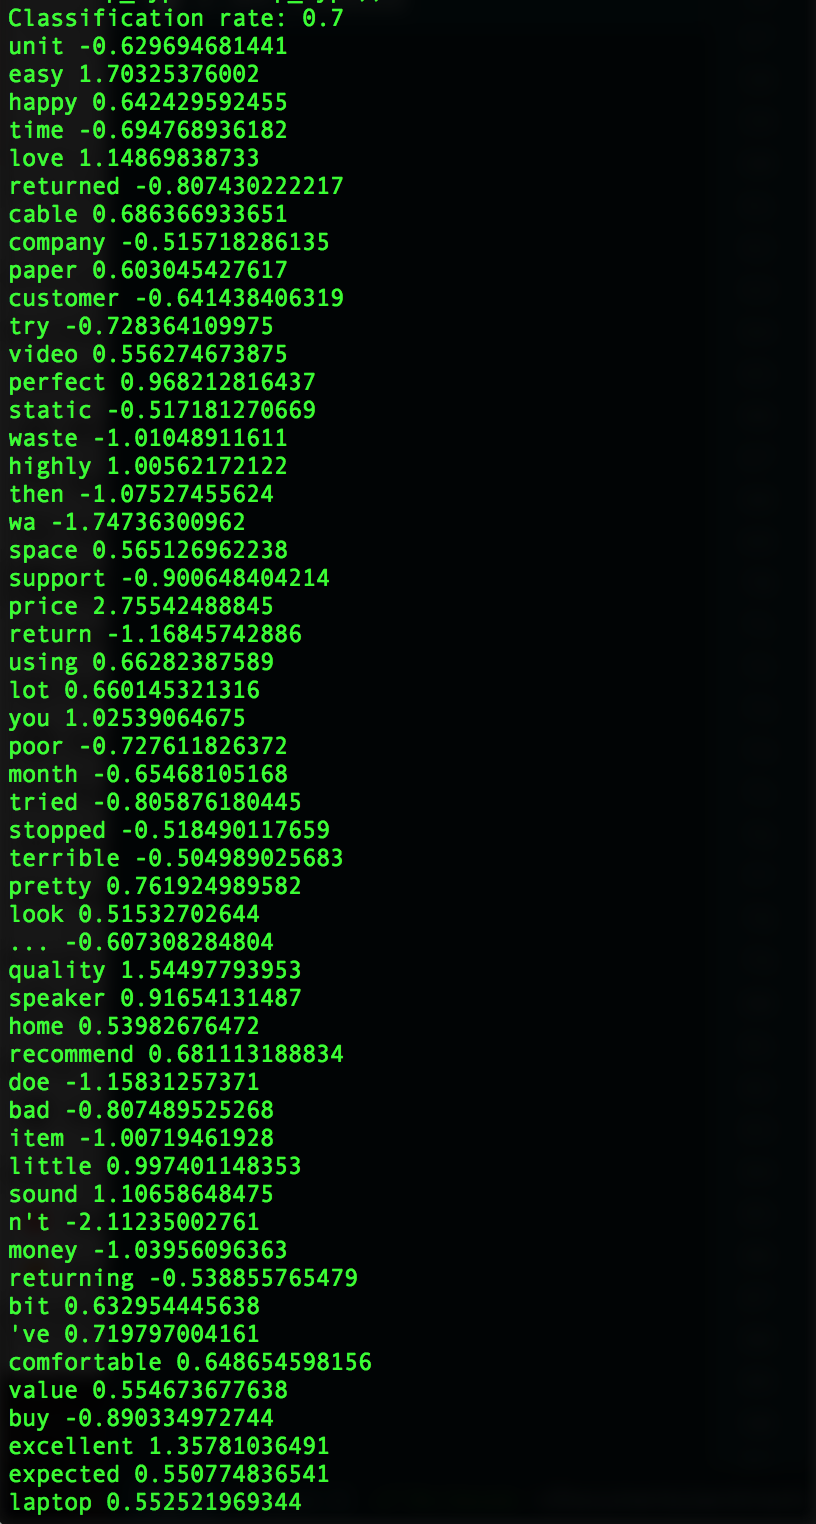 Classification rate: 0.7
unit -0.629694681441
easy 1.70325376002
happy 0.642429592455
time -0.694768936182
love 1.14869838733
returned -0.807430222217
cable 0.686366933651
company -0.515718286135
paper 0.603045427617
customer -0.641438406319
try -0.728364109975
video 0.556274673875
perfect 0.968212816437
static -0.517181270669
waste -1.01048911611
highly 1.00562172122
then -1.07527455624
wa -1.74736300962
space 0.565126962238
support -0.900648404214
price 2.75542488845
return -1.16845742886
using 0.66282387589
lot 0.660145321316
you 1.02539064675
poor -0.727611826372
month -0.65468105168
tried -0.805876180445
stopped -0.518490117659
terrible -0.504989025683
pretty 0.761924989582
look 0.51532702644
... -0.607308284804
quality 1.54497793953
speaker 0.91654131487
home 0.53982676472
recommend 0.681113188834
doe -1.15831257371
bad -0.807489525268
item -1.00719461928
little 0.997401148353
sound 1.10658648475
n't -2.11235002761
money -1.03956096363
returning -0.538855765479
bit 0.632954445638
've 0.719797004161
comfortable 0.648654598156
value 0.554673677638
buy -0.890334972744
excellent 1.35781036491
expected 0.550774836541
laptop 0.552521969344